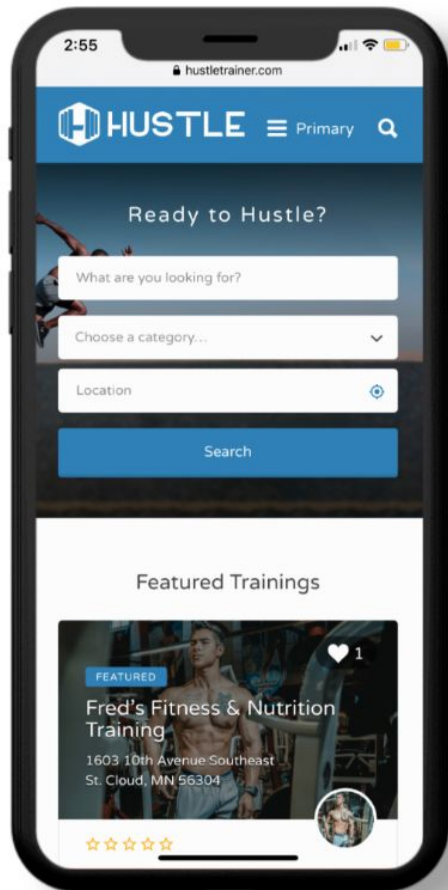 2:55
hustletrainer.com
HUSTLE Primary
Ready to Hustle?
What are you looking for?
Choose a category...
Location
Search
Featured Trainings
1
FEATURED
Fred's Fitness & Nutrition
Training
1603 10th Avenue Southeast
St. Cloud, MN 56304